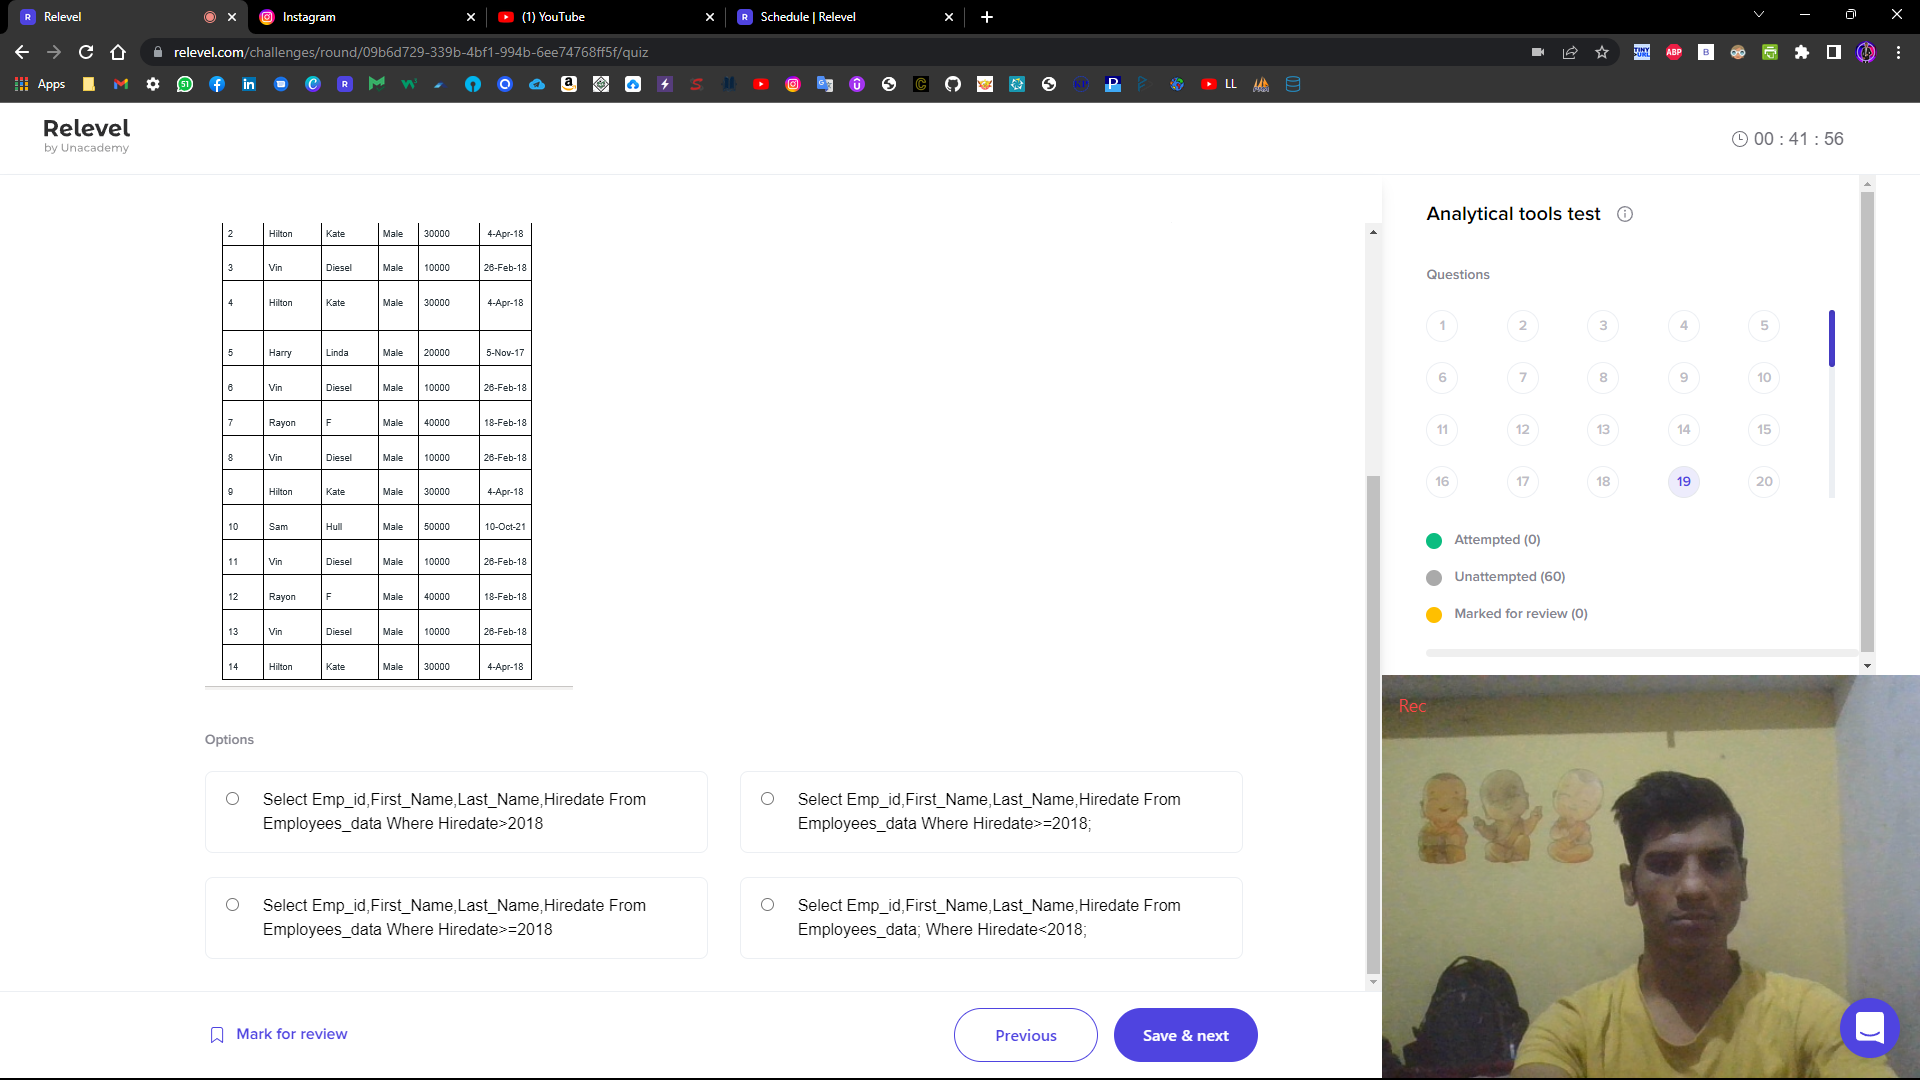 Relevel
Instagram
(1) YouTube
Schedule | Relevel
relevel.com/challenges/round/09b6d729-339b-4bf1-994b-6ee74768ff5f/quiz
Apps
LL
Relevel
by Unacademy
00 : 41 : 56
2 Hilton Kate Male 30000 4-Apr-18
3 Vin Diesel Male 10000 26-Feb-18
4 Hilton Kate Male 30000 4-Apr-18
5 Harry Linda Male 20000 5-Nov-17
6 Vin Diesel Male 10000 26-Feb-18
7 Rayon F Male 40000 18-Feb-18
8 Vin Diesel Male 10000 26-Feb-18
9 Hilton Kate Male 30000 4-Apr-18
10 Sam Hull Male 50000 10-Oct-21
11 Vin Diesel Male 10000 26-Feb-18
12 Rayon F Male 40000 18-Feb-18
13 Vin Diesel Male 10000 26-Feb-18
14 Hilton Kate Male 30000 4-Apr-18
Options
Select Emp_id,First_Name,Last_Name,Hiredate From
Employees_data Where Hiredate>2018
Select Emp_id,First_Name,Last_Name,Hiredate From
Employees_data Where Hiredate>=2018;
Select Emp_id,First_Name,Last_Name,Hiredate From
Employees_data Where Hiredate>=2018
Select Emp_id,First_Name,Last_Name,Hiredate From
Employees_data; Where Hiredate<2018;
Mark for review
Previous
Save & next
Analytical tools test
Questions
1 2 3 4 5
6 7 8 9 10
11 12 13 14 15
16 17 18 19 20
Attempted (0)
Unattempted (60)
Marked for review (0)
Rec